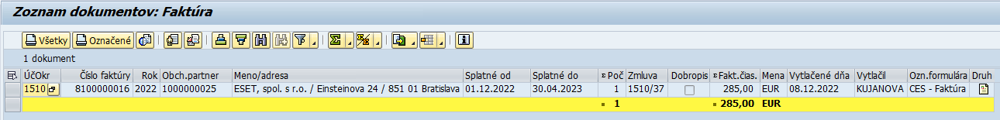 Zoznam dokumentov: Faktúra
Všetky Označené
1 dokument
ÚčOkr Číslo faktúry Rok Obch.partner Meno/adresa Splatné od Splatné do Σ Poč Zmluva Dobropis Σ Fakt.čias. Mena Vytlačené dňa Vytlačil Ozn.formulára Druh
1510 8100000016 2022 1000000025 ESET, spol. s r.o. / Einsteinova 24 / 851 01 Bratislava 01.12.2022 30.04.2023 1 1510/37 285,00 EUR 08.12.2022 KUJANOVA CES - Faktúra
1 285,00 EUR